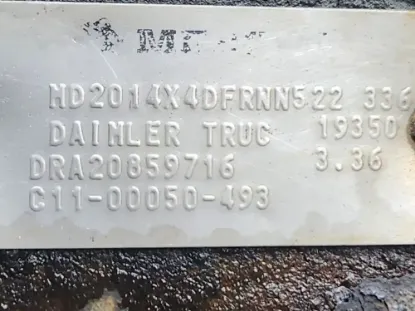 MD2014X4DFRNN522 336
DAIMLER TRUC 19350
DRA20859716 3.36
C11-00050-493